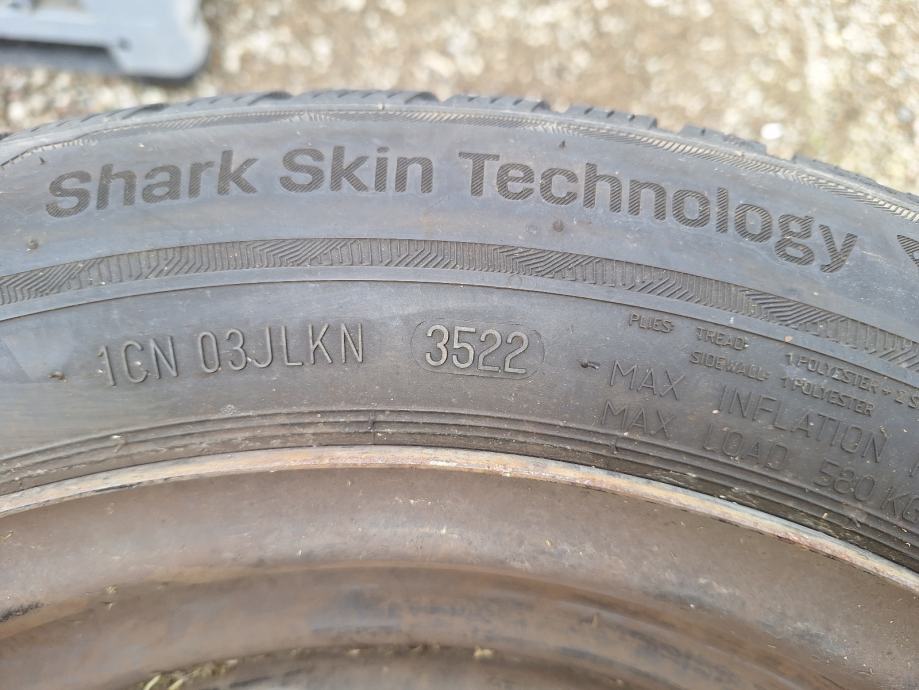 Shark Skin Technology
1CN 03JLKN 3522
PLIES: TREAD: 1 POLYESTER + 2 S
SIDEWALL: 1 POLYESTER
MAX INFLATION
MAX LOAD 580 KG